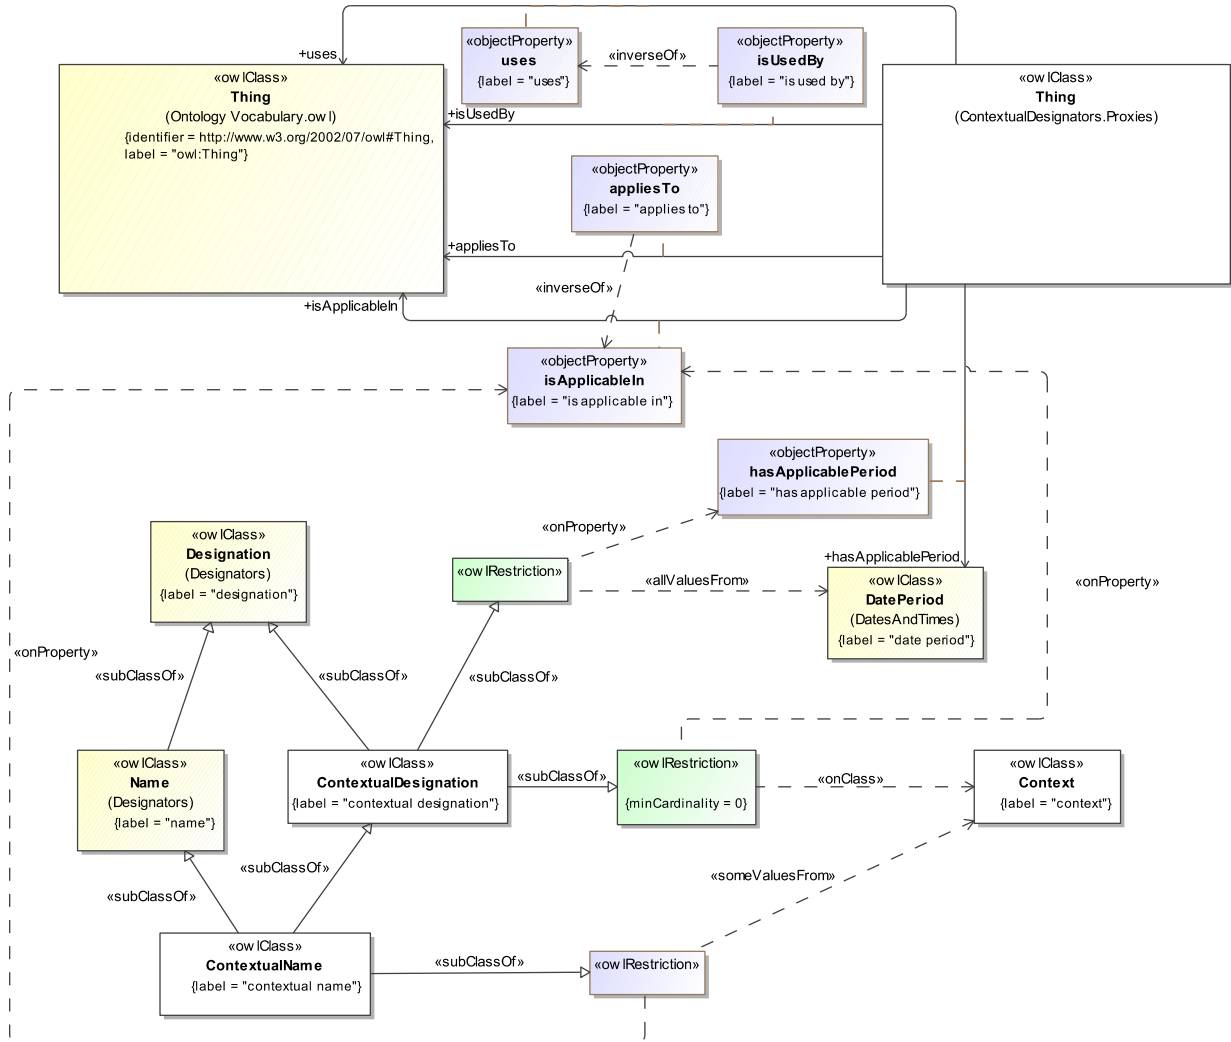 +uses
«objectProperty»
uses
{label = "uses"}
«inverseOf»
«objectProperty»
isUsedBy
{label = "is used by"}
«owlClass»
Thing
(Ontology Vocabulary.owl)
{identifier = http://www.w3.org/2002/07/owl#Thing,
label = "owl:Thing"}
«owlClass»
Thing
(ContextualDesignators.Proxies)
+isUsedBy
«objectProperty»
appliesTo
{label = "applies to"}
+appliesTo
«inverseOf»
+isApplicableIn
«objectProperty»
isApplicableIn
{label = "is applicable in"}
«objectProperty»
hasApplicablePeriod
{label = "has applicable period"}
«onProperty»
«owlClass»
Designation
(Designators)
{label = "designation"}
«owlRestriction»
«allValuesFrom»
+hasApplicablePeriod
«owlClass»
DatePeriod
(DatesAndTimes)
{label = "date period"}
«onProperty»
«onProperty»
«subClassOf»
«subClassOf»
«subClassOf»
«owlClass»
Name
(Designators)
{label = "name"}
«owlClass»
ContextualDesignation
{label = "contextual designation"}
«subClassOf»
«owlRestriction»
{minCardinality = 0}
«onClass»
«owlClass»
Context
{label = "context"}
«subClassOf»
«subClassOf»
«someValuesFrom»
«owlClass»
ContextualName
{label = "contextual name"}
«subClassOf»
«owlRestriction»